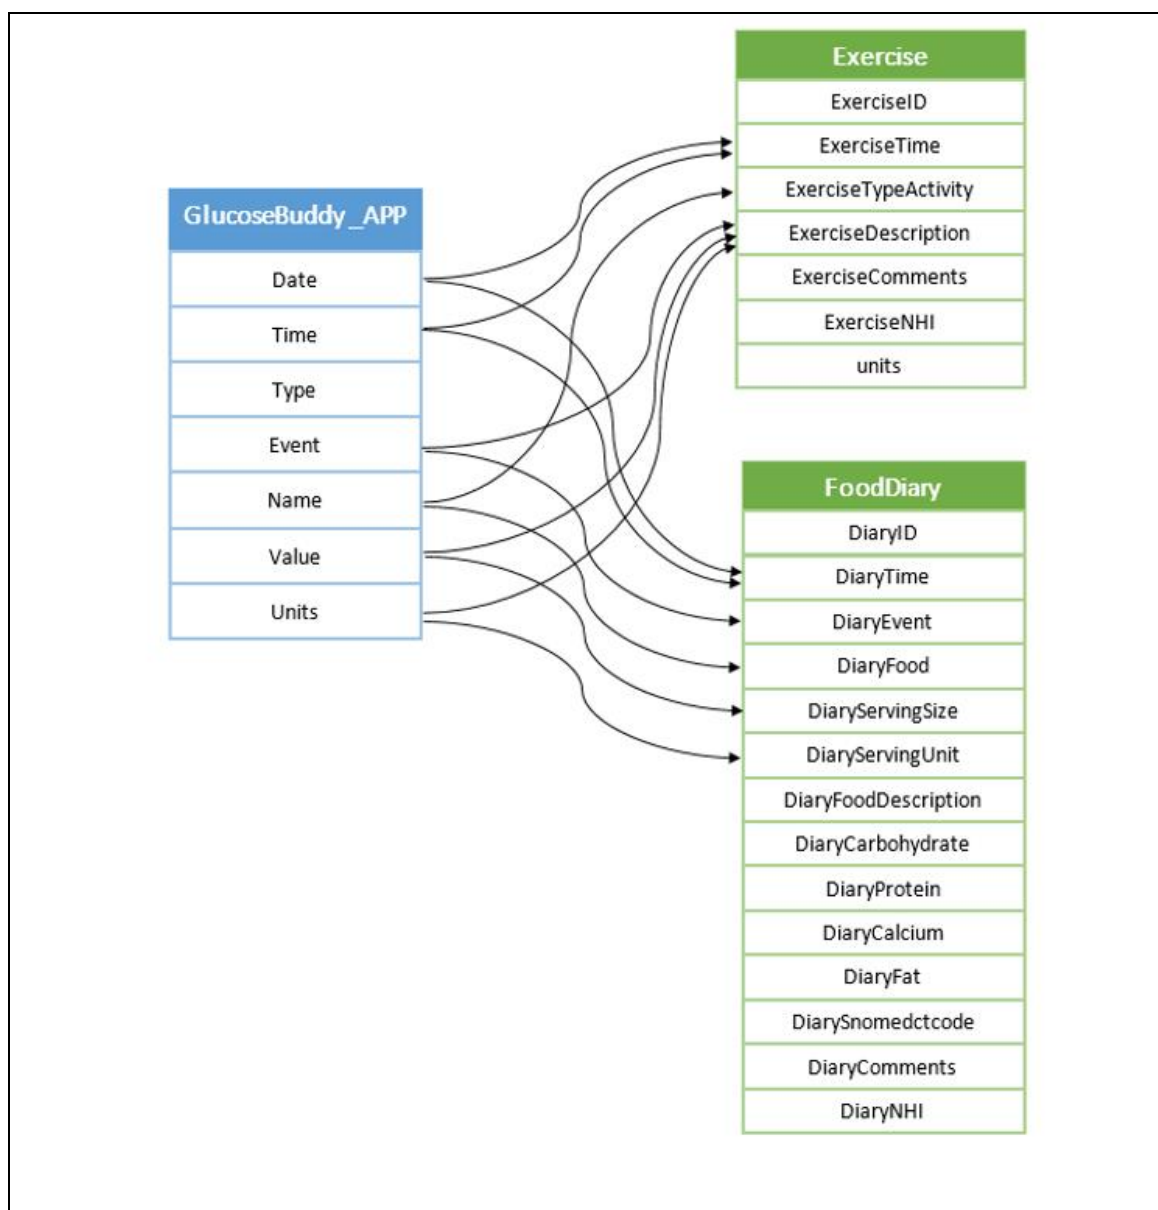 GlucoseBuddy_APP
Date
Time
Type
Event
Name
Value
Units
Exercise
ExerciseID
ExerciseTime
ExerciseTypeActivity
ExerciseDescription
ExerciseComments
ExerciseNHI
units
FoodDiary
DiaryID
DiaryTime
DiaryEvent
DiaryFood
DiaryServingSize
DiaryServingUnit
DiaryFoodDescription
DiaryCarbohydrate
DiaryProtein
DiaryCalcium
DiaryFat
DiarySnomedctcode
DiaryComments
DiaryNHI